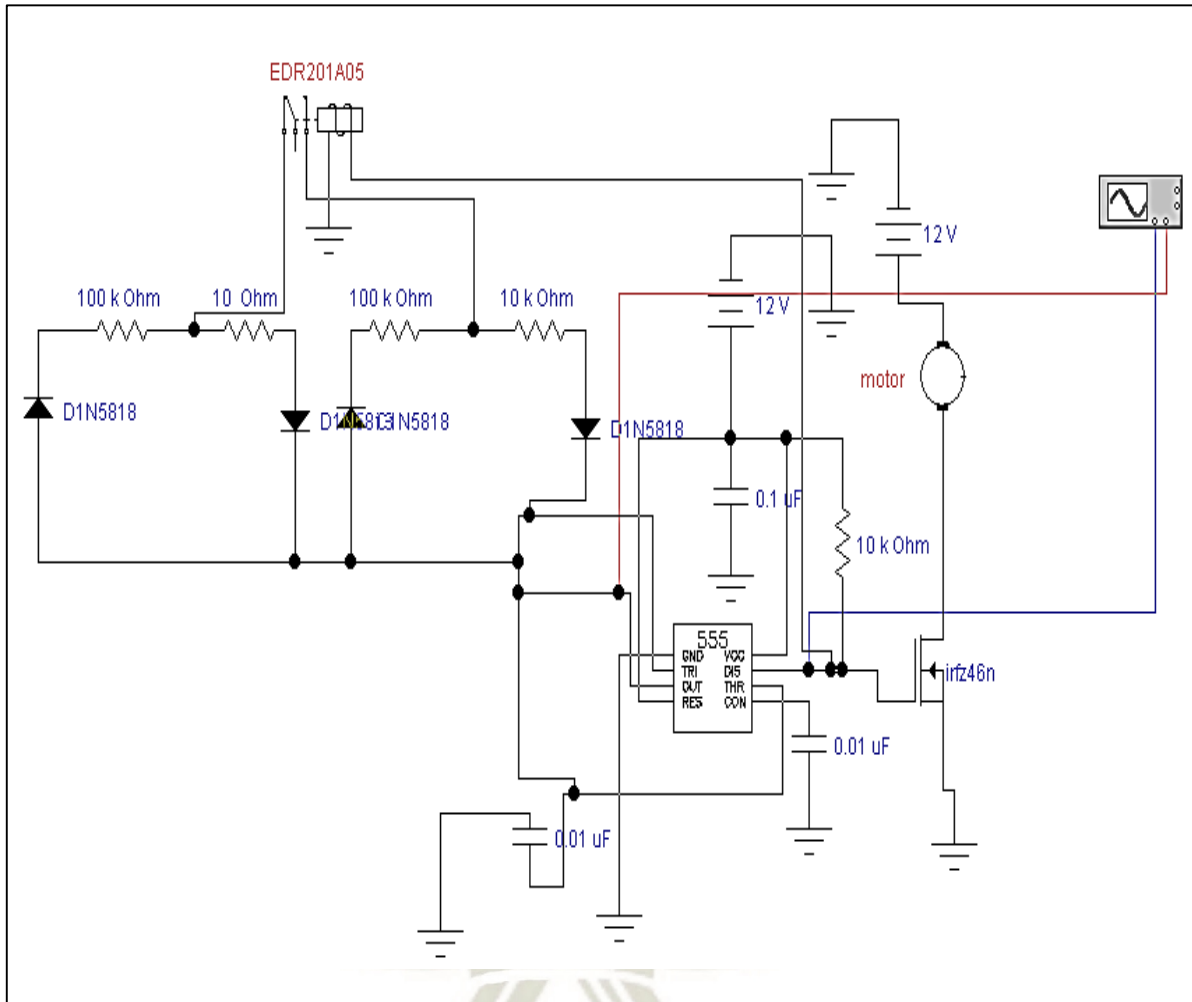 EDR201A05
12 V
100 k Ohm
10 Ohm
100 k Ohm
10 k Ohm
12 V
motor
D1N5818
D1N5818
D1N5818
0.1 uF
10 k Ohm
555
GND VCC
TRI DIS
OUT THR
RES CON
irfz46n
0.01 uF
0.01 uF